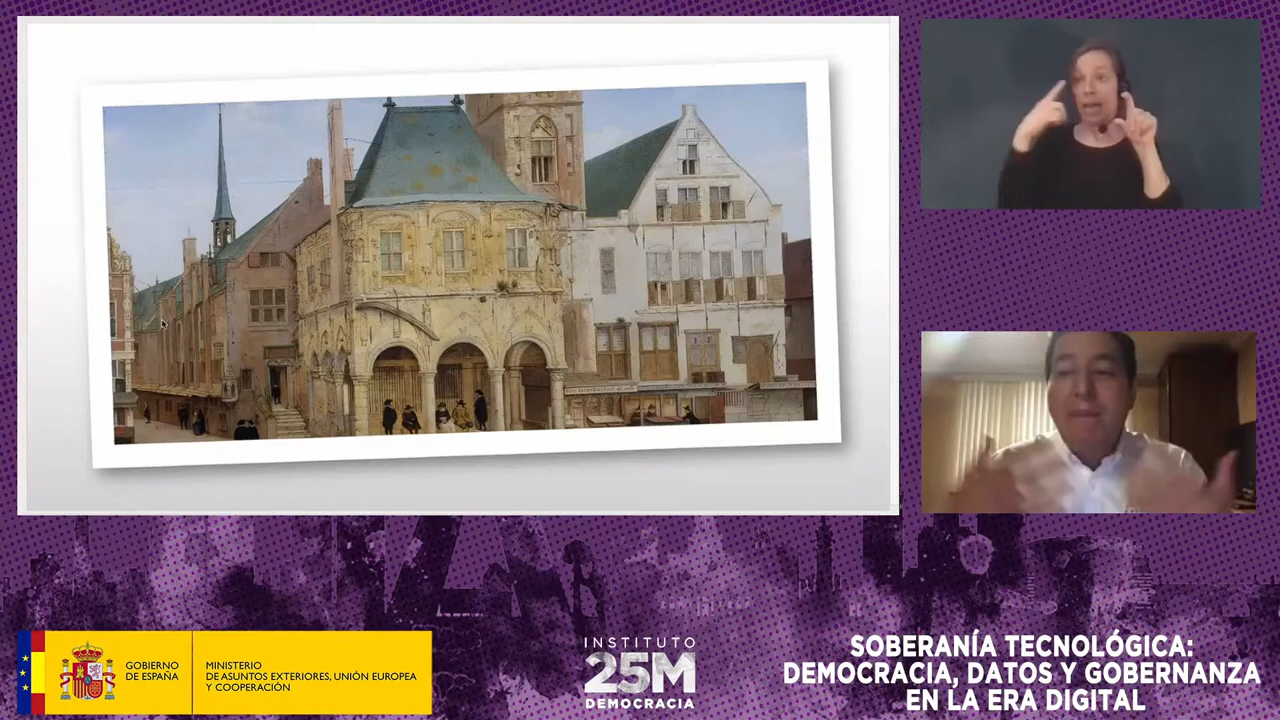 GOBIERNO
DE ESPAÑA
MINISTERIO
DE ASUNTOS EXTERIORES, UNIÓN EUROPEA
Y COOPERACIÓN
INSTITUTO
25M
DEMOCRACIA
SOBERANÍA TECNOLÓGICA:
DEMOCRACIA, DATOS Y GOBERNANZA
EN LA ERA DIGITAL